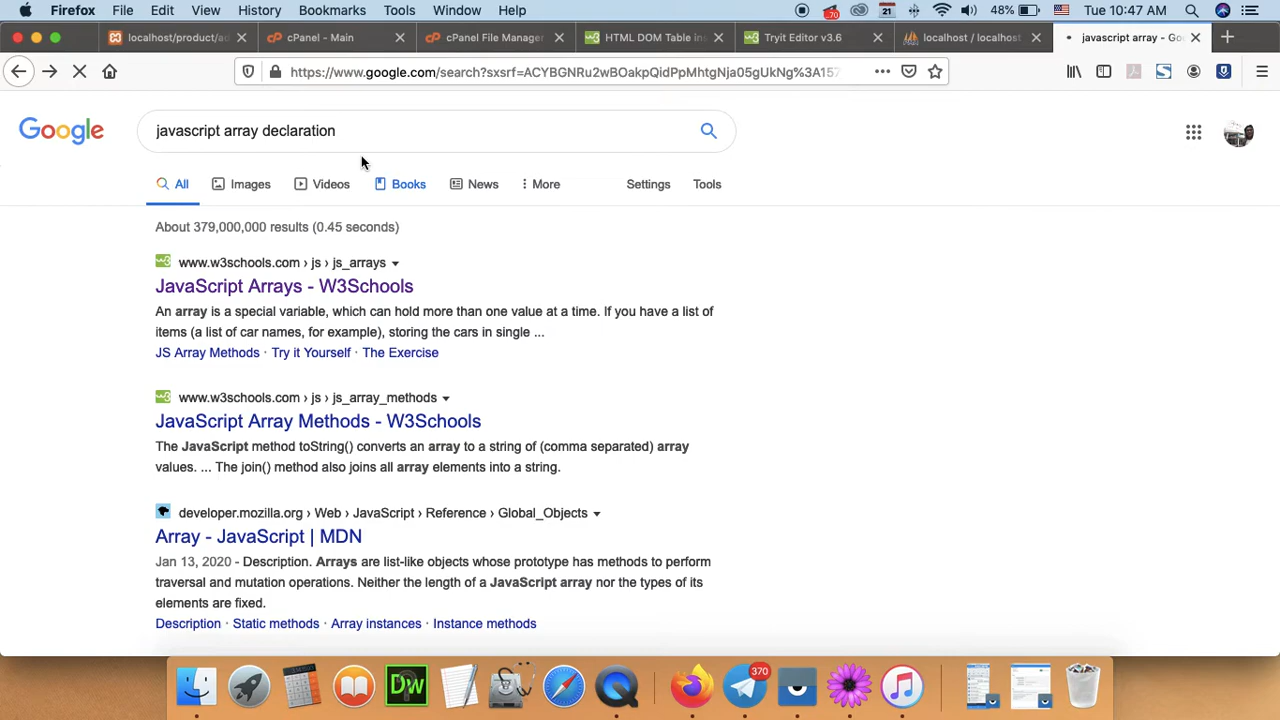 Firefox File Edit View History Bookmarks Tools Window Help
70 21 48% Tue 10:47 AM
localhost/product/ad
cPanel - Main
cPanel File Manager
HTML DOM Table in
Tryit Editor v3.6
localhost / localhost
javascript array - Go
https://www.google.com/search?sxsrf=ACYBGNRu2wBOakpQidPpMhtgNja05gUkNg%3A157
Google
javascript array declaration
All Images Videos Books News More Settings Tools
About 379,000,000 results (0.45 seconds)
www.w3schools.com › js › js_arrays
JavaScript Arrays - W3Schools
An array is a special variable, which can hold more than one value at a time. If you have a list of
items (a list of car names, for example), storing the cars in single ...
JS Array Methods · Try it Yourself · The Exercise
www.w3schools.com › js › js_array_methods
JavaScript Array Methods - W3Schools
The JavaScript method toString() converts an array to a string of (comma separated) array
values. ... The join() method also joins all array elements into a string.
developer.mozilla.org › Web › JavaScript › Reference › Global_Objects
Array - JavaScript | MDN
Jan 13, 2020 - Description. Arrays are list-like objects whose prototype has methods to perform
traversal and mutation operations. Neither the length of a JavaScript array nor the types of its
elements are fixed.
Description · Static methods · Array instances · Instance methods
Dw
370